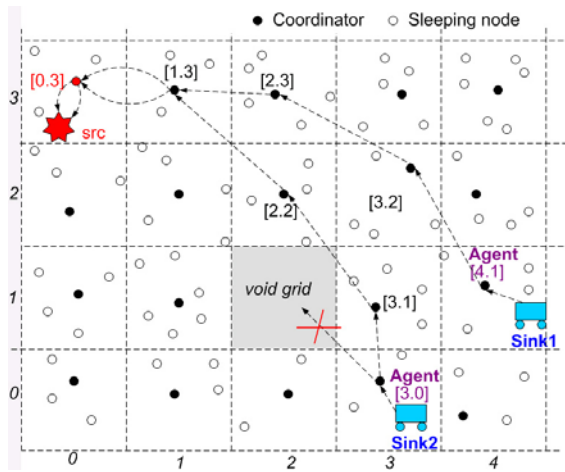 ● Coordinator ○ Sleeping node
[0.3] [1.3] [2.3]
3
src
2
[2.2] [3.2]
Agent
[4.1]
1
void grid
[3.1]
Sink1
Agent
[3.0]
0
Sink2
0 1 2 3 4